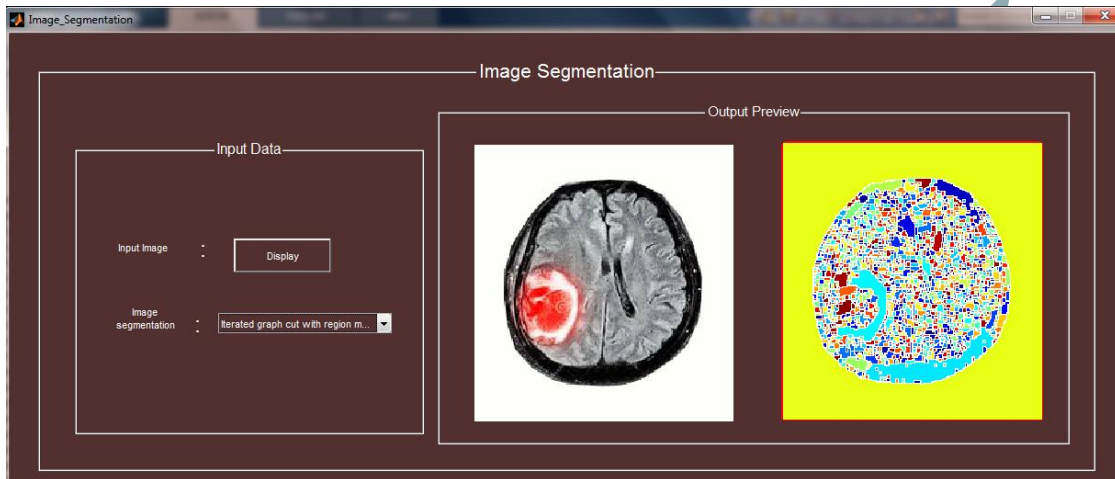 Image_Segmentation
Image Segmentation
Output Preview
Input Data
Input Image :
Display
Image
segmentation :
Iterated graph cut with region m...